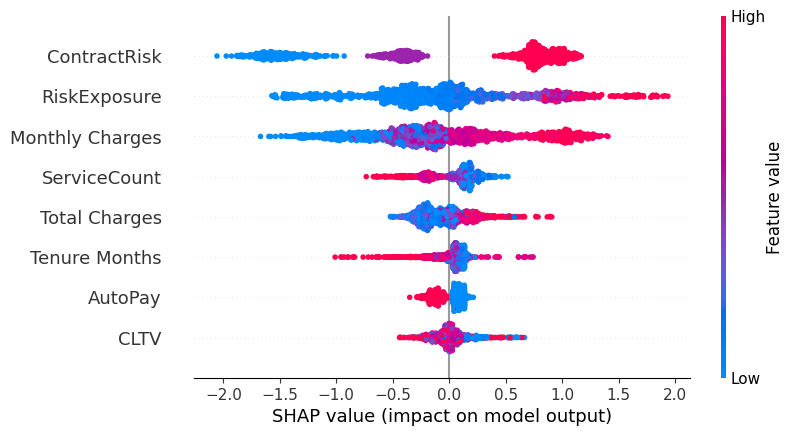 High
ContractRisk
RiskExposure
Monthly Charges
ServiceCount
Total Charges
Tenure Months
AutoPay
CLTV
Feature value
Low
−2.0 −1.5 −1.0 −0.5 0.0 0.5 1.0 1.5 2.0
SHAP value (impact on model output)